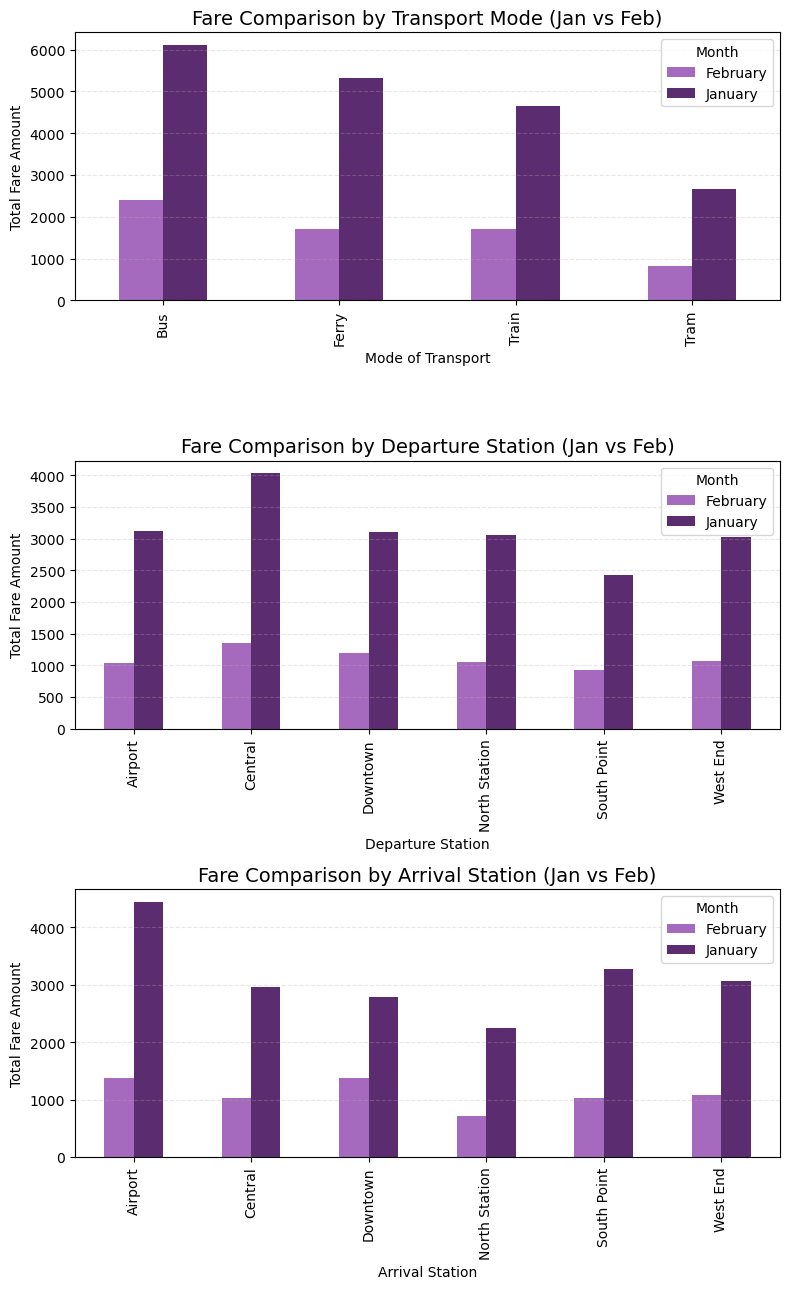 Fare Comparison by Transport Mode (Jan vs Feb)
Total Fare Amount
6000
5000
4000
3000
2000
1000
0
Month
February
January
Bus
Ferry
Train
Tram
Mode of Transport
Fare Comparison by Departure Station (Jan vs Feb)
Total Fare Amount
4000
3500
3000
2500
2000
1500
1000
500
0
Month
February
January
Airport
Central
Downtown
North Station
South Point
West End
Departure Station
Fare Comparison by Arrival Station (Jan vs Feb)
Total Fare Amount
4000
3000
2000
1000
0
Month
February
January
Airport
Central
Downtown
North Station
South Point
West End
Arrival Station